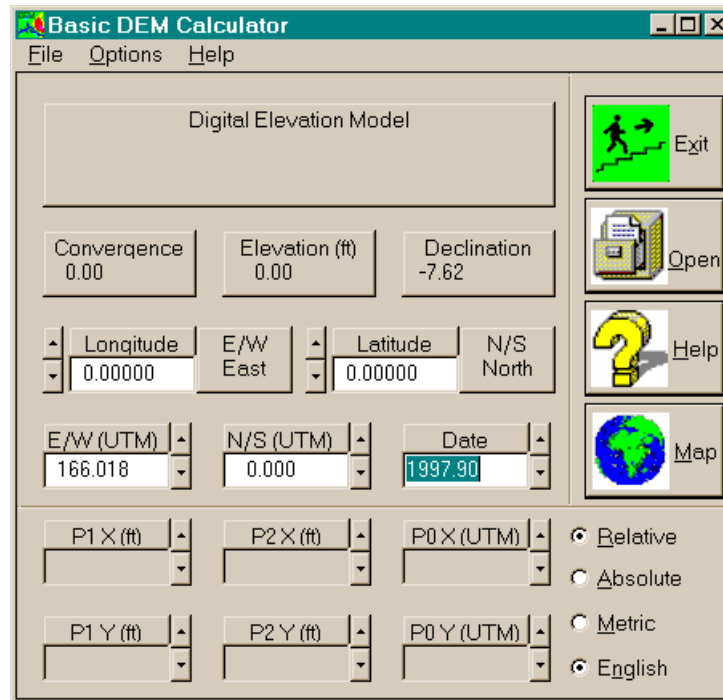 Basic DEM Calculator
File Options Help
Digital Elevation Model
Exit
Convergence
0.00
Elevation (ft)
0.00
Declination
-7.62
Open
Longitude
0.00000
E/W
East
Latitude
0.00000
N/S
North
Help
E/W (UTM)
166.018
N/S (UTM)
0.000
Date
1997.90
Map
P1 X (ft)
P2 X (ft)
P0 X (UTM)
Relative
Absolute
P1 Y (ft)
P2 Y (ft)
P0 Y (UTM)
Metric
English